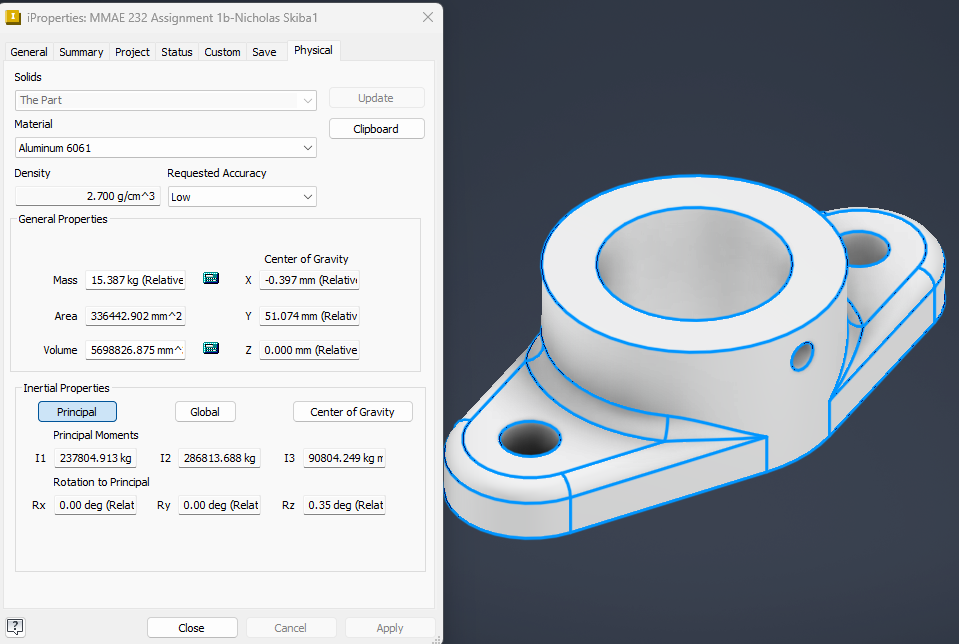 iProperties: MMAE 232 Assignment 1b-Nicholas Skiba1
General Summary Project Status Custom Save Physical
Solids
The Part
Update
Material
Aluminum 6061
Clipboard
Density Requested Accuracy
2.700 g/cm^3 Low
General Properties
Center of Gravity
Mass 15.387 kg (Relative X -0.397 mm (Relative
Area 336442.902 mm^2 Y 51.074 mm (Relativ
Volume 5698826.875 mm^ Z 0.000 mm (Relative
Inertial Properties
Principal Global Center of Gravity
Principal Moments
I1 237804.913 kg I2 286813.688 kg I3 90804.249 kg m
Rotation to Principal
Rx 0.00 deg (Relat Ry 0.00 deg (Relat Rz 0.35 deg (Relat
?
Close Cancel Apply